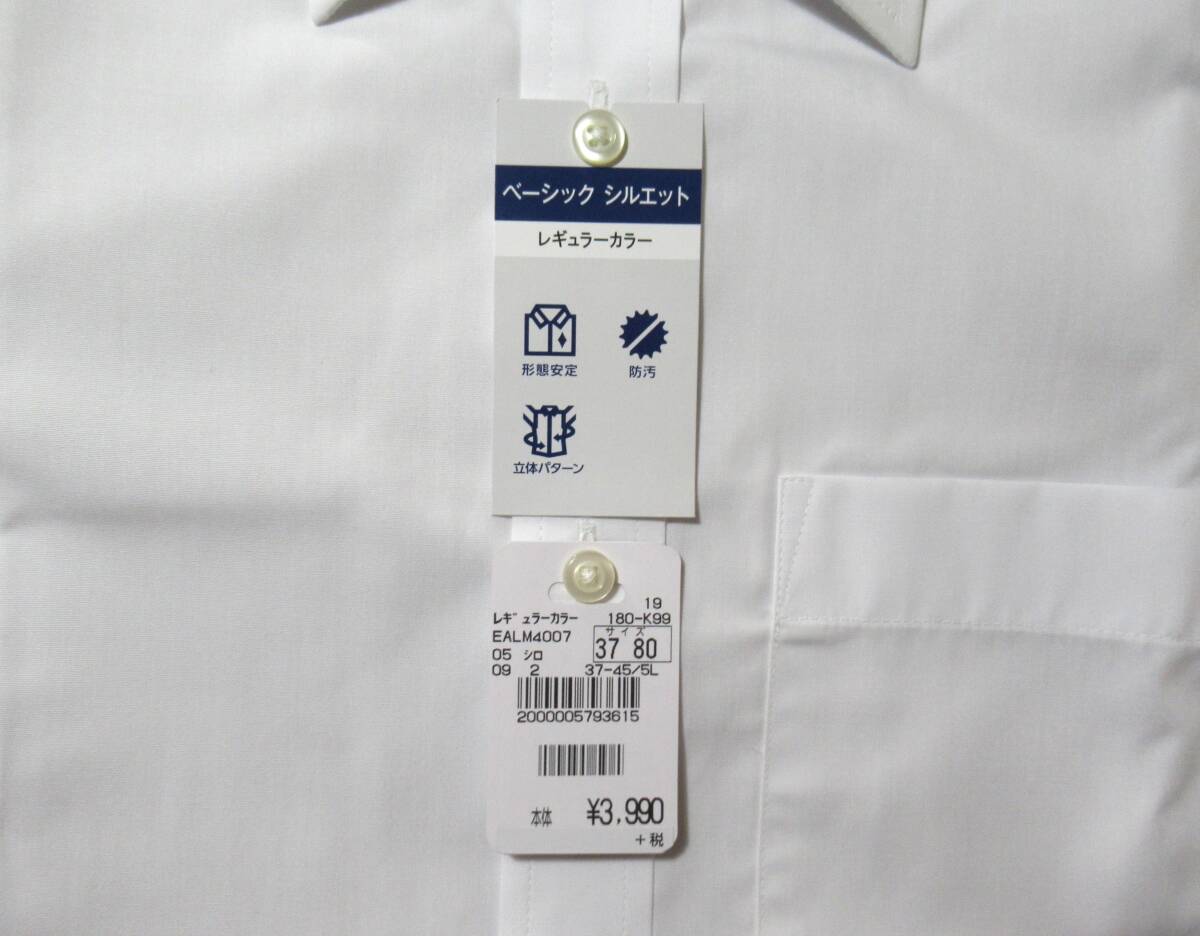 ベーシック シルエット
レギュラーカラー
形態安定
防汚
立体パターン
19
レギュラーカラー 180-K99
EALM4007
サイズ
05 シロ
37 80
09 2 37-45/5L
2000005793615
本体 ¥3,990
+税